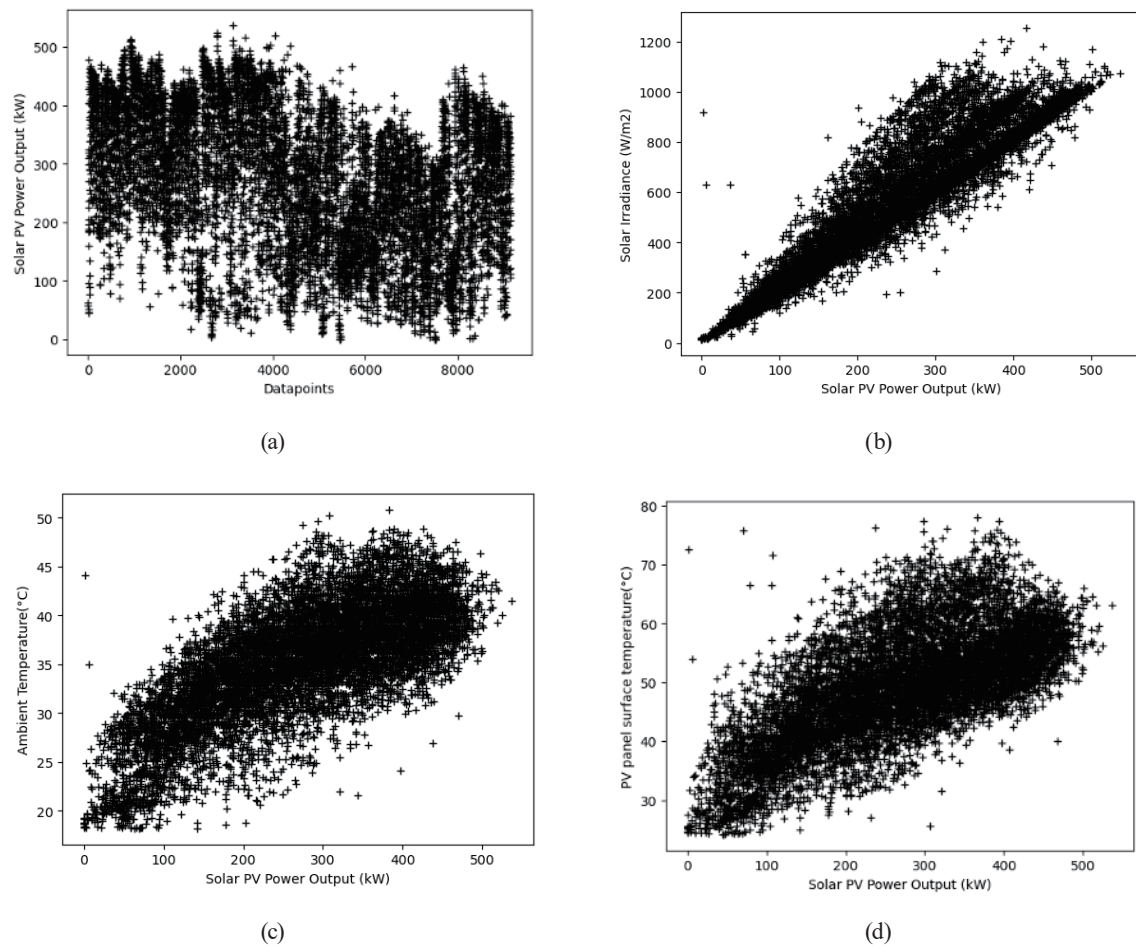 500
400
300
200
100
0
Solar PV Power Output (kW)
0 2000 4000 6000 8000
Datapoints
(a)
1200
1000
800
600
400
200
0
Solar Irradiance (W/m2)
0 100 200 300 400 500
Solar PV Power Output (kW)
(b)
50
45
40
35
30
25
20
Ambient Temperature(°C)
0 100 200 300 400 500
Solar PV Power Output (kW)
(c)
80
70
60
50
40
30
PV panel surface temperature(°C)
0 100 200 300 400 500
Solar PV Power Output (kW)
(d)